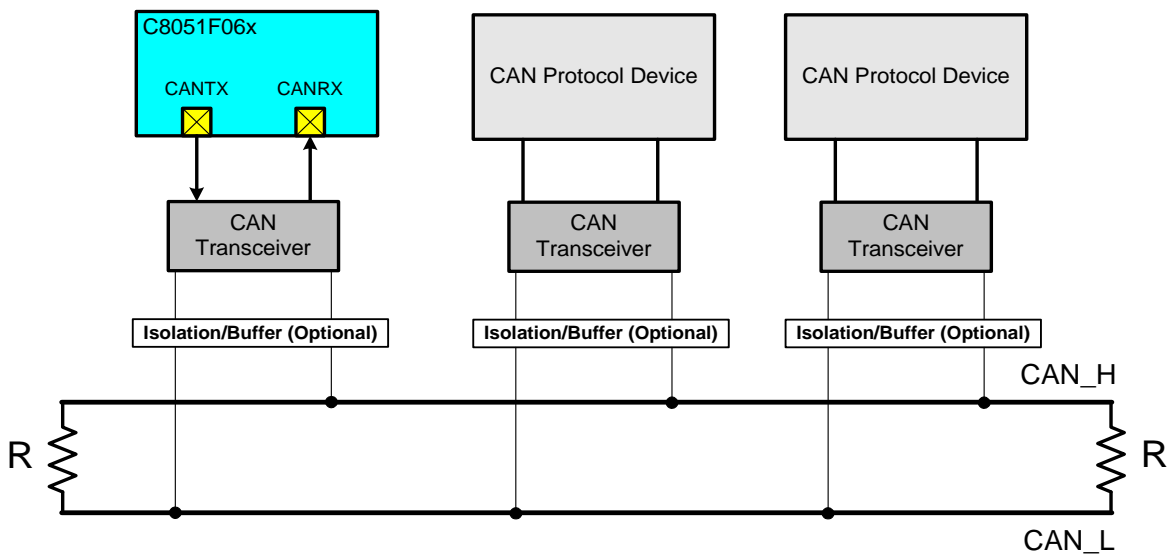 C8051F06x
CANTX
CANRX
CAN Protocol Device
CAN Protocol Device
CAN
Transceiver
CAN
Transceiver
CAN
Transceiver
Isolation/Buffer (Optional)
Isolation/Buffer (Optional)
Isolation/Buffer (Optional)
CAN_H
R
R
CAN_L